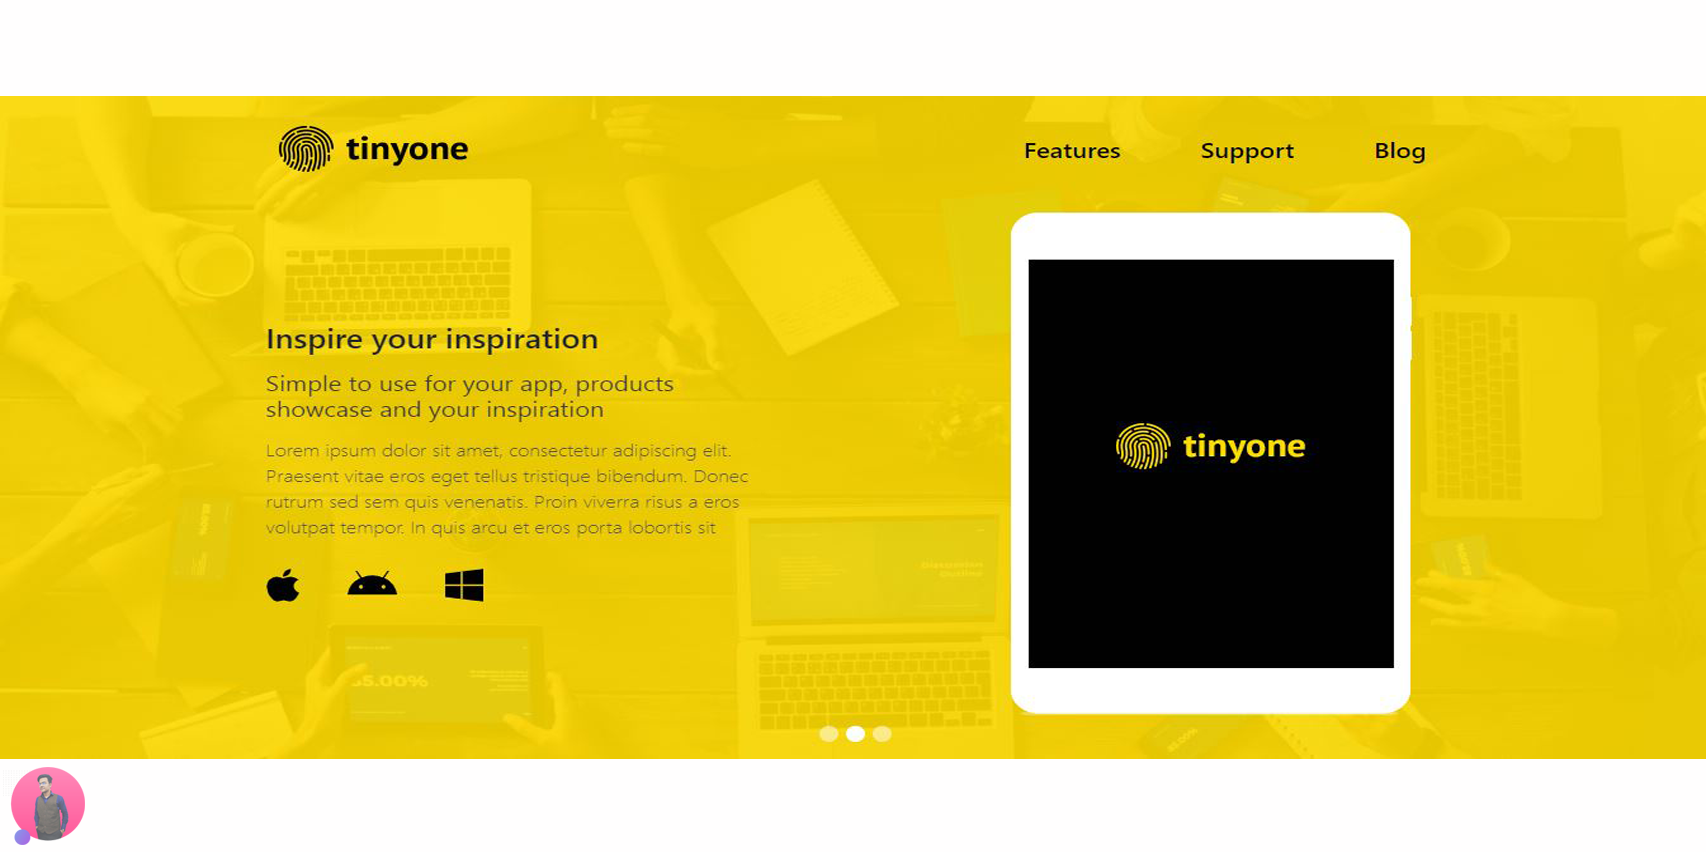 tinyone
Features Support Blog
Inspire your inspiration
Simple to use for your app, products
showcase and your inspiration
Lorem ipsum dolor sit amet, consectetur adipiscing elit.
Praesent vitae eros eget tellus tristique bibendum. Donec
rutrum sed sem quis venenatis. Proin viverra risus a eros
volutpat tempor. In quis arcu et eros porta lobortis sit
tinyone